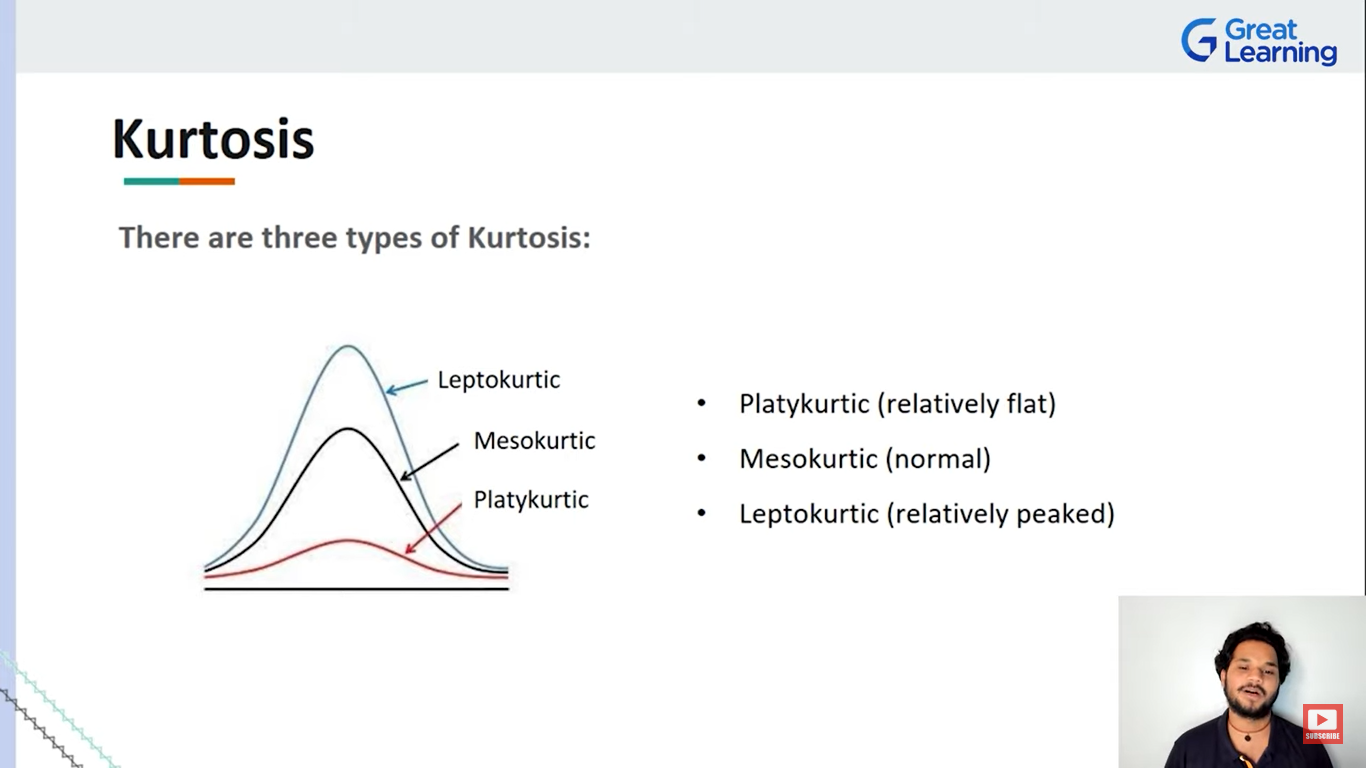 Great
Learning
Kurtosis
There are three types of Kurtosis:
Leptokurtic
Mesokurtic
Platykurtic
• Platykurtic (relatively flat)
• Mesokurtic (normal)
• Leptokurtic (relatively peaked)
SUBSCRIBE